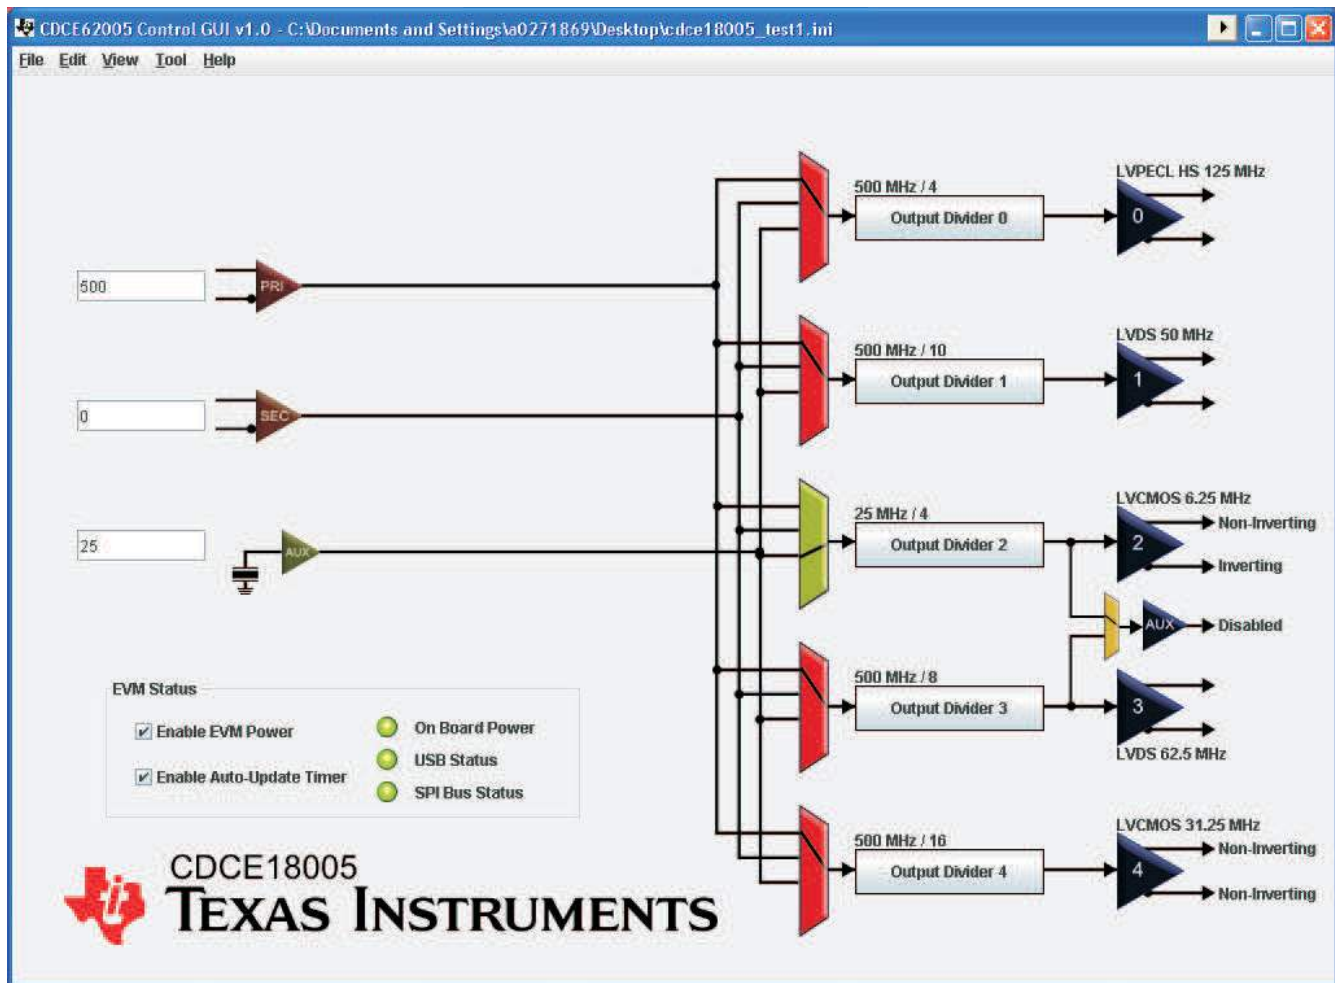 CDCE62005 Control GUI v1.0 - C:\Documents and Settings\a0271869\Desktop\cdce18005_test1.ini
File Edit View Tool Help
500
PRI
0
SEC
25
AUX
500 MHz / 4
Output Divider 0
LVPECL HS 125 MHz
0
500 MHz / 10
Output Divider 1
LVDS 50 MHz
1
25 MHz / 4
Output Divider 2
LVCMOS 6.25 MHz
2
Non-Inverting
Inverting
AUX
Disabled
500 MHz / 8
Output Divider 3
3
LVDS 62.5 MHz
500 MHz / 16
Output Divider 4
LVCMOS 31.25 MHz
4
Non-Inverting
Non-Inverting
EVM Status
Enable EVM Power
Enable Auto-Update Timer
On Board Power
USB Status
SPI Bus Status
CDCE18005
TEXAS INSTRUMENTS